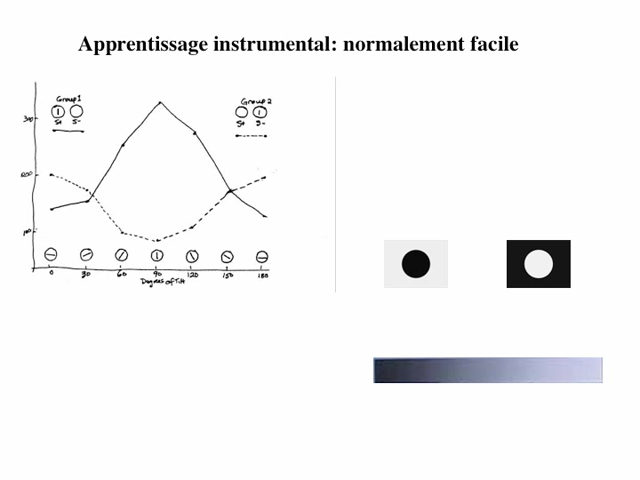 Apprentissage instrumental: normalement facile
Group 1
S+ S-
Group 2
S+ S-
300
200
100
0 30 60 90 120 150 180
Degrees of Tilt